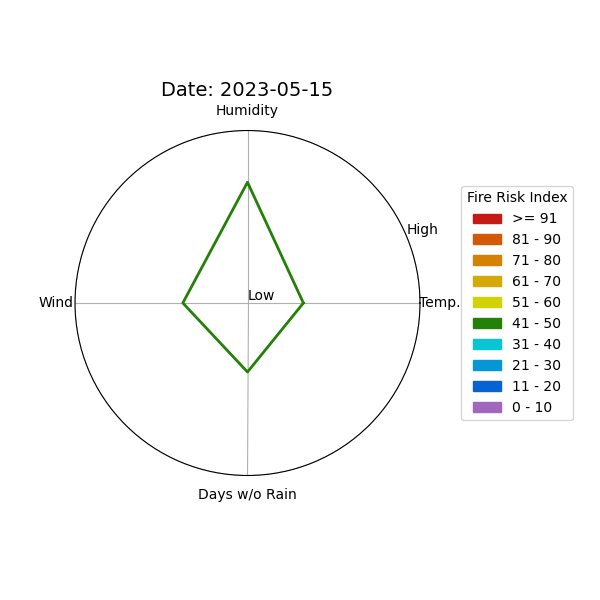 Date: 2023-05-15
Humidity
High
Low
Wind
Temp.
Days w/o Rain
Fire Risk Index
>= 91
81 - 90
71 - 80
61 - 70
51 - 60
41 - 50
31 - 40
21 - 30
11 - 20
0 - 10